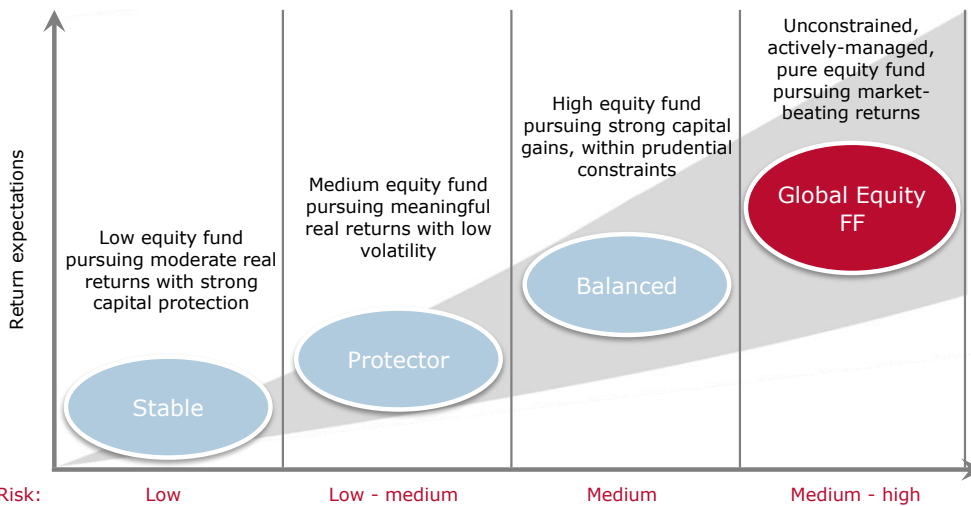 Unconstrained,
actively-managed,
pure equity fund
pursuing market-
beating returns
High equity fund
pursuing strong capital
gains, within prudential
constraints
Medium equity fund
pursuing meaningful
real returns with low
volatility
Low equity fund
pursuing moderate real
returns with strong
capital protection
Global Equity
FF
Balanced
Protector
Stable
Return expectations
Risk:
Low
Low - medium
Medium
Medium - high